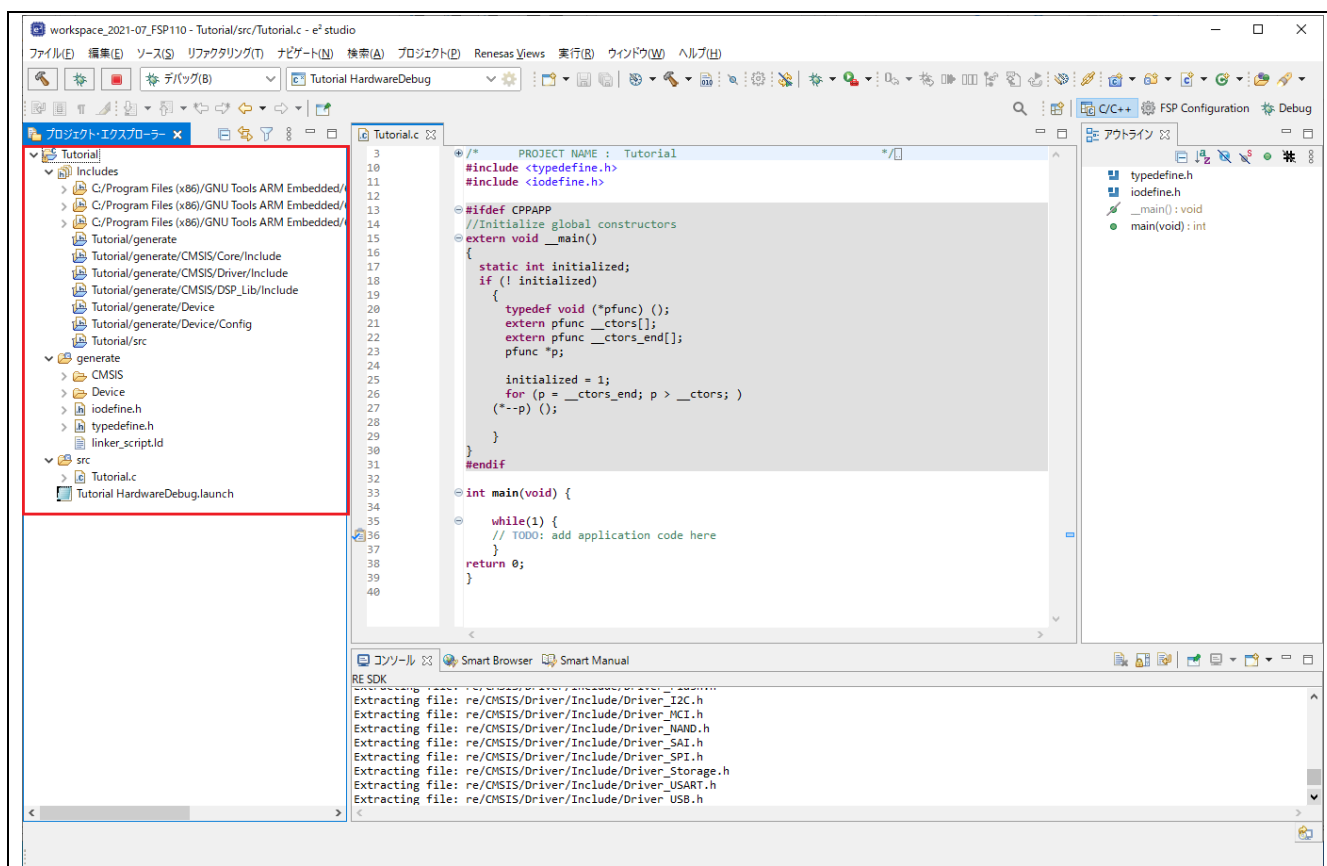 workspace_2021-07_FSP110 - Tutorial/src/Tutorial.c - e² studio
ファイル(F) 編集(E) ソース(S) リファクタリング(T) ナビゲート(N) 検索(A) プロジェクト(P) Renesas Views 実行(R) ウィンドウ(W) ヘルプ(H)
デバッグ(B) Tutorial HardwareDebug
C/C++ FSP Configuration Debug
プロジェクト・エクスプローラー
Tutorial
Includes
C:/Program Files (x86)/GNU Tools ARM Embedded/
C:/Program Files (x86)/GNU Tools ARM Embedded/
C:/Program Files (x86)/GNU Tools ARM Embedded/
Tutorial/generate
Tutorial/generate/CMSIS/Core/Include
Tutorial/generate/CMSIS/Driver/Include
Tutorial/generate/CMSIS/DSP_Lib/Include
Tutorial/generate/Device
Tutorial/generate/Device/Config
Tutorial/src
generate
CMSIS
Device
iodefine.h
typedefine.h
linker_script.ld
src
Tutorial.c
Tutorial HardwareDebug.launch
Tutorial.c
3 /* PROJECT NAME : Tutorial */
10 #include <typedefine.h>
11 #include <iodefine.h>
12
13 #ifdef CPPAPP
14 //Initialize global constructors
15 extern void __main()
16 {
17 static int initialized;
18 if (! initialized)
19 {
20 typedef void (*pfunc) ();
21 extern pfunc __ctors[];
22 extern pfunc __ctors_end[];
23 pfunc *p;
24
25 initialized = 1;
26 for (p = __ctors_end; p > __ctors; )
27 (*--p) ();
28
29 }
30 }
31 #endif
32
33 int main(void) {
34
35 while(1) {
36 // TODO: add application code here
37 }
38 return 0;
39 }
40
アウトライン
typedefine.h
iodefine.h
__main() : void
main(void) : int
コンソール Smart Browser Smart Manual
RE SDK
Extracting file: re/CMSIS/Driver/Include/Driver_Flash.h
Extracting file: re/CMSIS/Driver/Include/Driver_I2C.h
Extracting file: re/CMSIS/Driver/Include/Driver_MCI.h
Extracting file: re/CMSIS/Driver/Include/Driver_NAND.h
Extracting file: re/CMSIS/Driver/Include/Driver_SAI.h
Extracting file: re/CMSIS/Driver/Include/Driver_SPI.h
Extracting file: re/CMSIS/Driver/Include/Driver_Storage.h
Extracting file: re/CMSIS/Driver/Include/Driver_USART.h
Extracting file: re/CMSIS/Driver/Include/Driver_USB.h